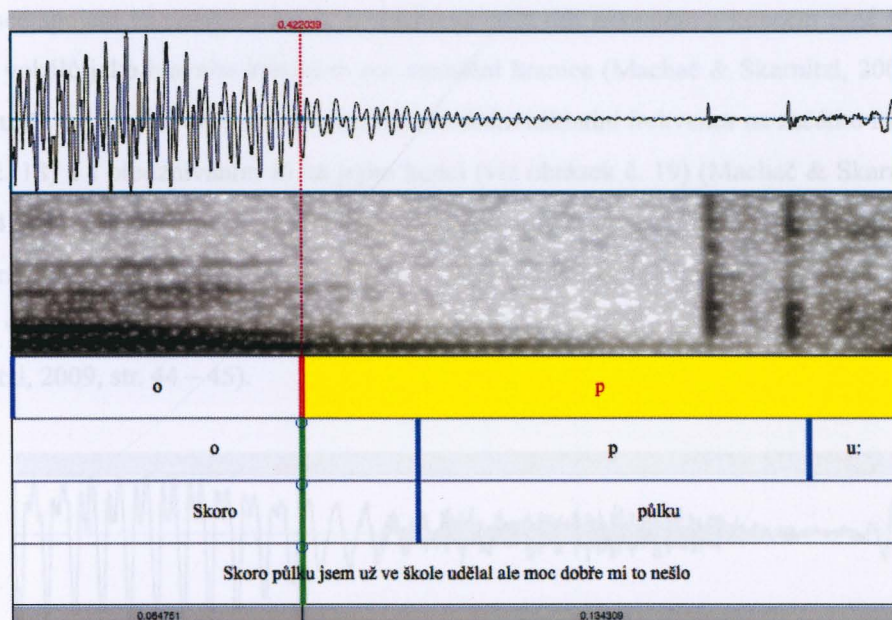 0.422039
o p
o p u:
Skoro půlku
Skoro půlku jsem už ve škole udělal ale moc dobře mi to nešlo
0.064751 0.134309